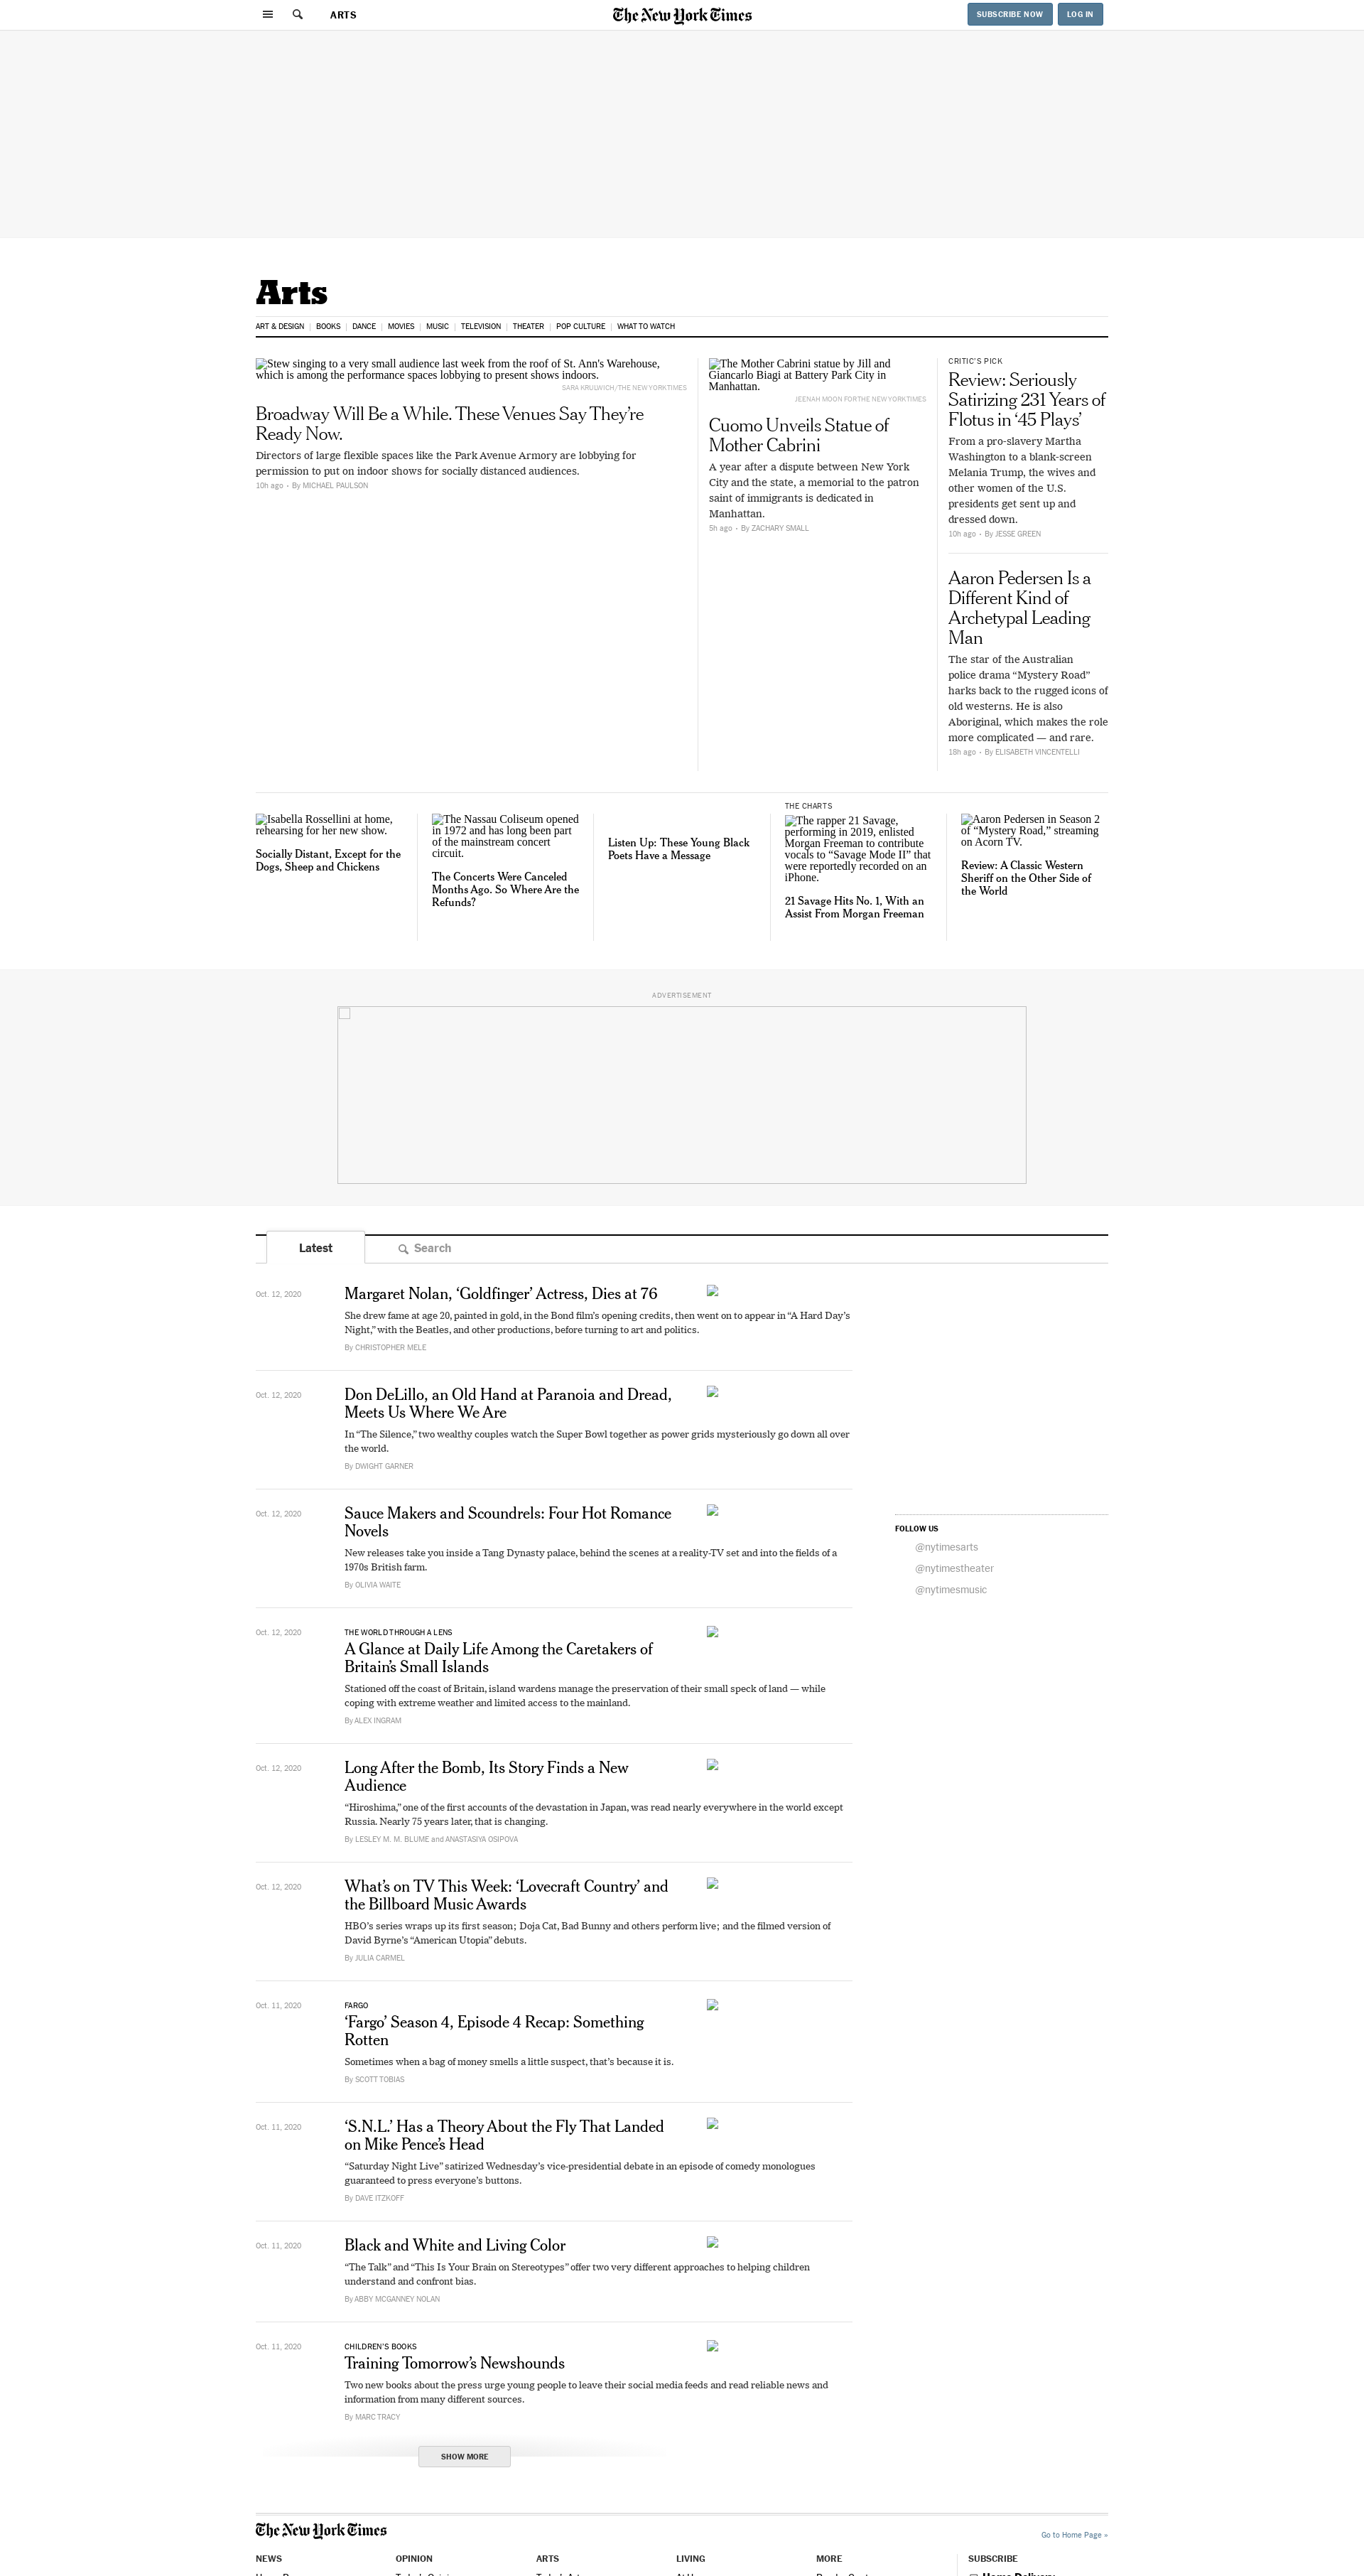 ARTS
The New York Times
SUBSCRIBE NOW
LOG IN
Arts
ART & DESIGN | BOOKS | DANCE | MOVIES | MUSIC | TELEVISION | THEATER | POP CULTURE | WHAT TO WATCH
Stew singing to a very small audience last week from the roof of St. Ann's Warehouse,
which is among the performance spaces lobbying to present shows indoors.
SARA KRULWICH/THE NEW YORK TIMES
Broadway Will Be a While. These Venues Say They're
Ready Now.
Directors of large flexible spaces like the Park Avenue Armory are lobbying for
permission to put on indoor shows for socially distanced audiences.
10h ago • By MICHAEL PAULSON
The Mother Cabrini statue by Jill and
Giancarlo Biagi at Battery Park City in
Manhattan.
JEENAH MOON FOR THE NEW YORK TIMES
Cuomo Unveils Statue of
Mother Cabrini
A year after a dispute between New York
City and the state, a memorial to the patron
saint of immigrants is dedicated in
Manhattan.
5h ago • By ZACHARY SMALL
CRITIC'S PICK
Review: Seriously
Satirizing 231 Years of
Flotus in ‘45 Plays’
From a pro-slavery Martha
Washington to a blank-screen
Melania Trump, the wives and
other women of the U.S.
presidents get sent up and
dressed down.
10h ago • By JESSE GREEN
Aaron Pedersen Is a
Different Kind of
Archetypal Leading
Man
The star of the Australian
police drama “Mystery Road”
harks back to the rugged icons of
old westerns. He is also
Aboriginal, which makes the role
more complicated — and rare.
18h ago • By ELISABETH VINCENTELLI
Isabella Rossellini at home,
rehearsing for her new show.
Socially Distant, Except for the
Dogs, Sheep and Chickens
The Nassau Coliseum opened
in 1972 and has long been part
of the mainstream concert
circuit.
The Concerts Were Canceled
Months Ago. So Where Are the
Refunds?
Listen Up: These Young Black
Poets Have a Message
THE CHARTS
The rapper 21 Savage,
performing in 2019, enlisted
Morgan Freeman to contribute
vocals to “Savage Mode II” that
were reportedly recorded on an
iPhone.
21 Savage Hits No. 1, With an
Assist From Morgan Freeman
Aaron Pedersen in Season 2
of “Mystery Road,” streaming
on Acorn TV.
Review: A Classic Western
Sheriff on the Other Side of
the World
ADVERTISEMENT
Latest
Search
Oct. 12, 2020
Margaret Nolan, ‘Goldfinger’ Actress, Dies at 76
She drew fame at age 20, painted in gold, in the Bond film’s opening credits, then went on to appear in “A Hard Day’s
Night,” with the Beatles, and other productions, before turning to art and politics.
By CHRISTOPHER MELE
Oct. 12, 2020
Don DeLillo, an Old Hand at Paranoia and Dread,
Meets Us Where We Are
In “The Silence,” two wealthy couples watch the Super Bowl together as power grids mysteriously go down all over
the world.
By DWIGHT GARNER
Oct. 12, 2020
Sauce Makers and Scoundrels: Four Hot Romance
Novels
New releases take you inside a Tang Dynasty palace, behind the scenes at a reality-TV set and into the fields of a
1970s British farm.
By OLIVIA WAITE
FOLLOW US
@nytimesarts
@nytimestheater
@nytimesmusic
Oct. 12, 2020
THE WORLD THROUGH A LENS
A Glance at Daily Life Among the Caretakers of
Britain’s Small Islands
Stationed off the coast of Britain, island wardens manage the preservation of their small speck of land — while
coping with extreme weather and limited access to the mainland.
By ALEX INGRAM
Oct. 12, 2020
Long After the Bomb, Its Story Finds a New
Audience
“Hiroshima,” one of the first accounts of the devastation in Japan, was read nearly everywhere in the world except
Russia. Nearly 75 years later, that is changing.
By LESLEY M. M. BLUME and ANASTASIYA OSIPOVA
Oct. 12, 2020
What’s on TV This Week: ‘Lovecraft Country’ and
the Billboard Music Awards
HBO’s series wraps up its first season; Doja Cat, Bad Bunny and others perform live; and the filmed version of
David Byrne’s “American Utopia” debuts.
By JULIA CARMEL
Oct. 11, 2020
FARGO
‘Fargo’ Season 4, Episode 4 Recap: Something
Rotten
Sometimes when a bag of money smells a little suspect, that’s because it is.
By SCOTT TOBIAS
Oct. 11, 2020
‘S.N.L.’ Has a Theory About the Fly That Landed
on Mike Pence’s Head
“Saturday Night Live” satirized Wednesday’s vice-presidential debate in an episode of comedy monologues
guaranteed to press everyone’s buttons.
By DAVE ITZKOFF
Oct. 11, 2020
Black and White and Living Color
“The Talk” and “This Is Your Brain on Stereotypes” offer two very different approaches to helping children
understand and confront bias.
By ABBY MCGANNEY NOLAN
Oct. 11, 2020
CHILDREN’S BOOKS
Training Tomorrow’s Newshounds
Two new books about the press urge young people to leave their social media feeds and read reliable news and
information from many different sources.
By MARC TRACY
SHOW MORE
The New York Times
Go to Home Page »
NEWS
OPINION
ARTS
LIVING
MORE
SUBSCRIBE